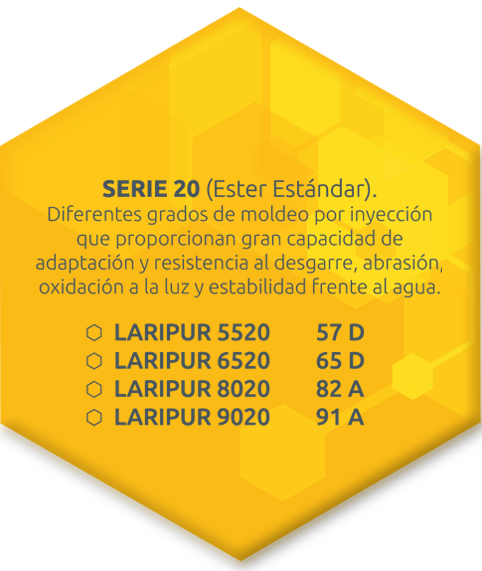 SERIE 20 (Ester Estándar).
Diferentes grados de moldeo por inyección
que proporcionan gran capacidad de
adaptación y resistencia al desgarre, abrasión,
oxidación a la luz y estabilidad frente al agua.
LARIPUR 5520 57 D
LARIPUR 6520 65 D
LARIPUR 8020 82 A
LARIPUR 9020 91 A